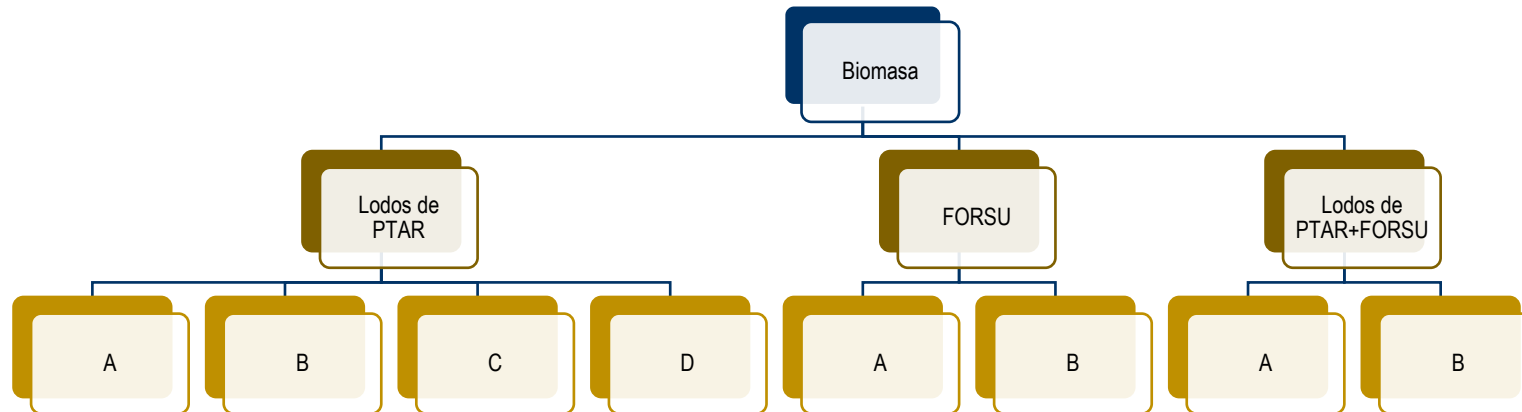 Biomasa
Lodos de
PTAR
FORSU
Lodos de
PTAR+FORSU
A
B
C
D
A
B
A
B